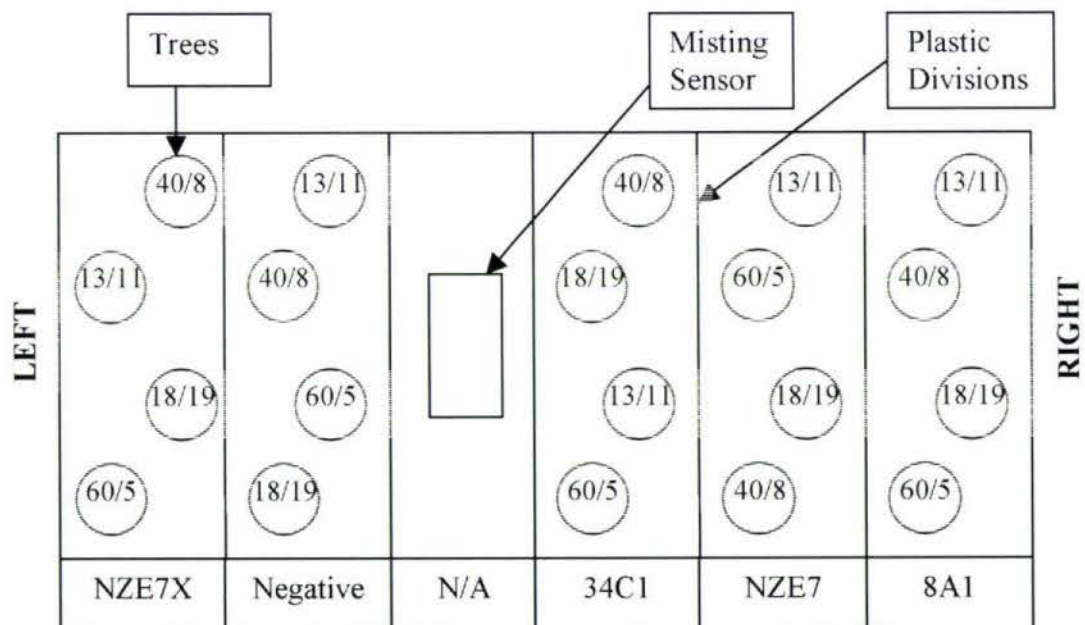 Trees
Misting
Sensor
Plastic
Divisions
LEFT
RIGHT
40/8
13/11
40/8
13/11
13/11
13/11
40/8
18/19
60/5
40/8
18/19
60/5
13/11
18/19
18/19
60/5
18/19
60/5
40/8
60/5
NZE7X
Negative
N/A
34C1
NZE7
8A1